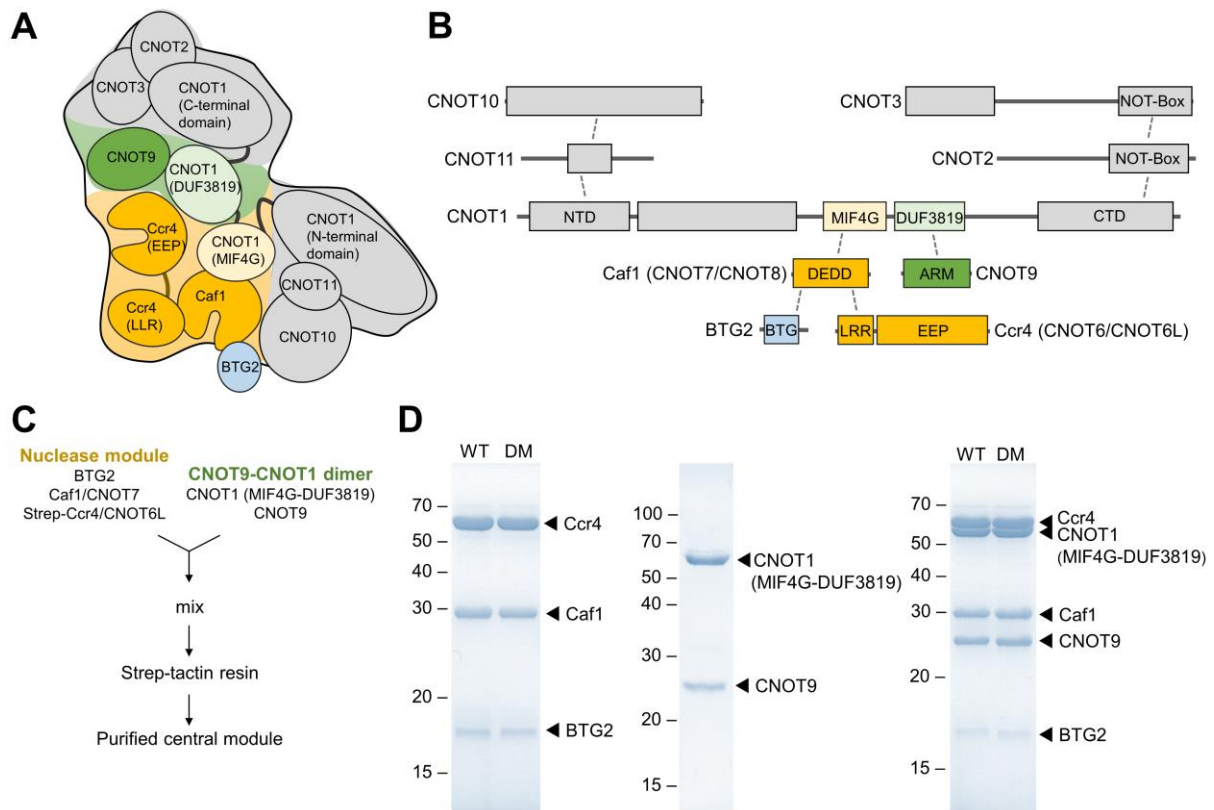 A
CNOT2
CNOT3
CNOT1
(C-terminal
domain)
CNOT9
CNOT1
(DUF3819)
Ccr4
(EEP)
CNOT1
(MIF4G)
CNOT1
(N-terminal
domain)
Ccr4
(LLR)
Caf1
CNOT11
CNOT10
BTG2
B
CNOT10
CNOT3
NOT-Box
CNOT11
CNOT2
NOT-Box
CNOT1
NTD
MIF4G
DUF3819
CTD
Caf1 (CNOT7/CNOT8)
DEDD
ARM
CNOT9
BTG2
BTG
LRR
EEP
Ccr4 (CNOT6/CNOT6L)
C
Nuclease module
BTG2
Caf1/CNOT7
Strep-Ccr4/CNOT6L
CNOT9-CNOT1 dimer
CNOT1 (MIF4G-DUF3819)
CNOT9
mix
Strep-tactin resin
Purified central module
D
WT DM
70 –
50 –
40 –
30 –
20 –
15 –
Ccr4
Caf1
BTG2
100 –
70 –
50 –
40 –
30 –
20 –
15 –
CNOT1
(MIF4G-DUF3819)
CNOT9
WT DM
70 –
50 –
40 –
30 –
20 –
15 –
Ccr4
CNOT1
(MIF4G-DUF3819)
Caf1
CNOT9
BTG2